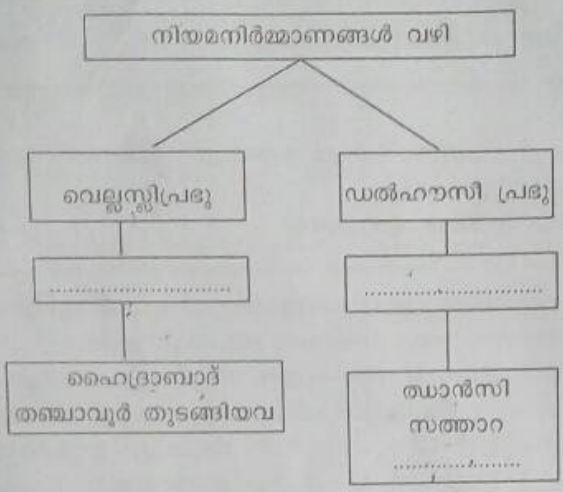 നിയമനിർമ്മാണങ്ങൾ വഴി
വെല്ലസ്ലിപ്രഭു
ഡൽഹൗസി പ്രഭു
............................
............................
ഹൈദ്രാബാദ്
തഞ്ചാവൂർ തുടങ്ങിയവ
ഝാൻസി
സത്താറ
....................